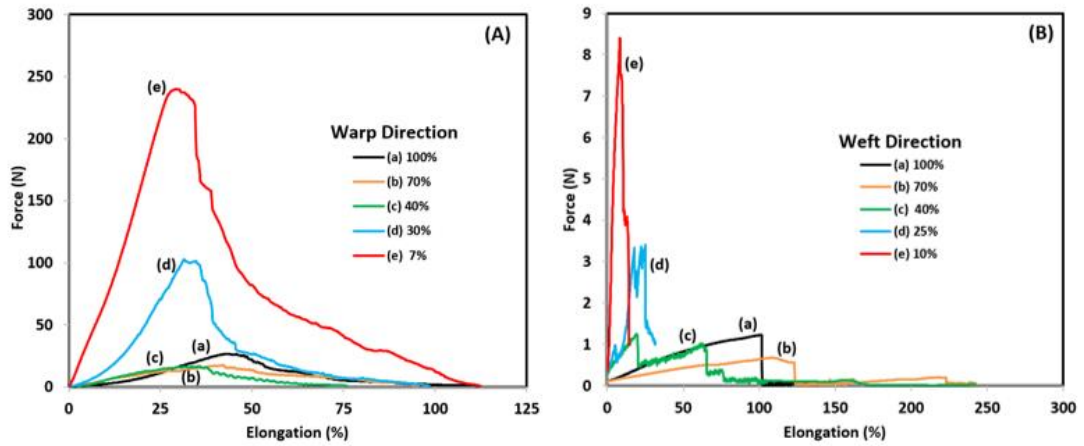 300
250
200
150
100
50
0
Force (N)
(A)
(e)
(d)
(a)
(c)
(b)
Warp Direction
(a) 100%
(b) 70%
(c) 40%
(d) 30%
(e) 7%
0 25 50 75 100 125
Elongation (%)
9
8
7
6
5
4
3
2
1
0
Force (N)
(B)
(e)
(d)
(a)
(c)
(b)
Weft Direction
(a) 100%
(b) 70%
(c) 40%
(d) 25%
(e) 10%
0 50 100 150 200 250 300
Elongation (%)